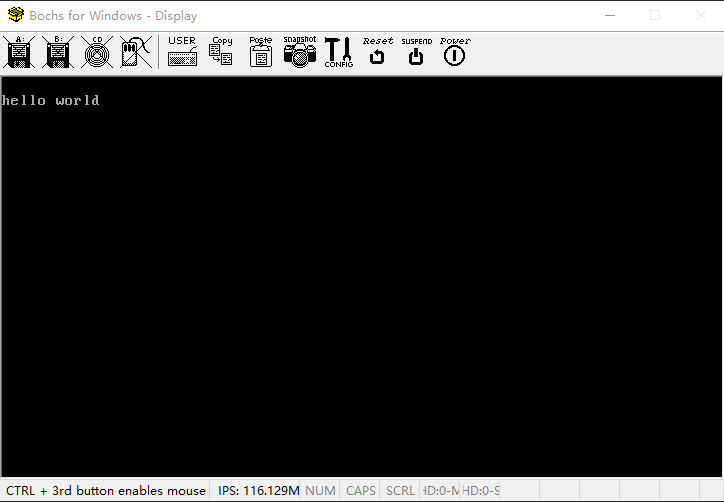 Bochs for Windows - Display
A: B: CD USER Copy Paste snapshot CONFIG Reset SUSPEND Power
hello world
CTRL + 3rd button enables mouse IPS: 116.129M NUM CAPS SCRL HD:0-M HD:0-S